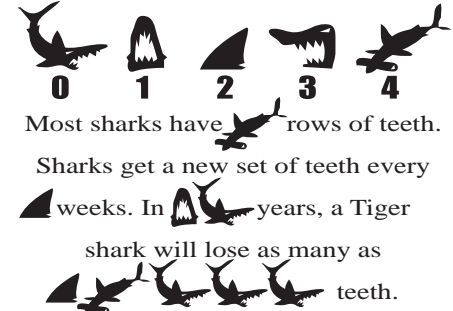 0 1 2 3 4
Most sharks have rows of teeth.
Sharks get a new set of teeth every
weeks. In years, a Tiger
shark will lose as many as
teeth.